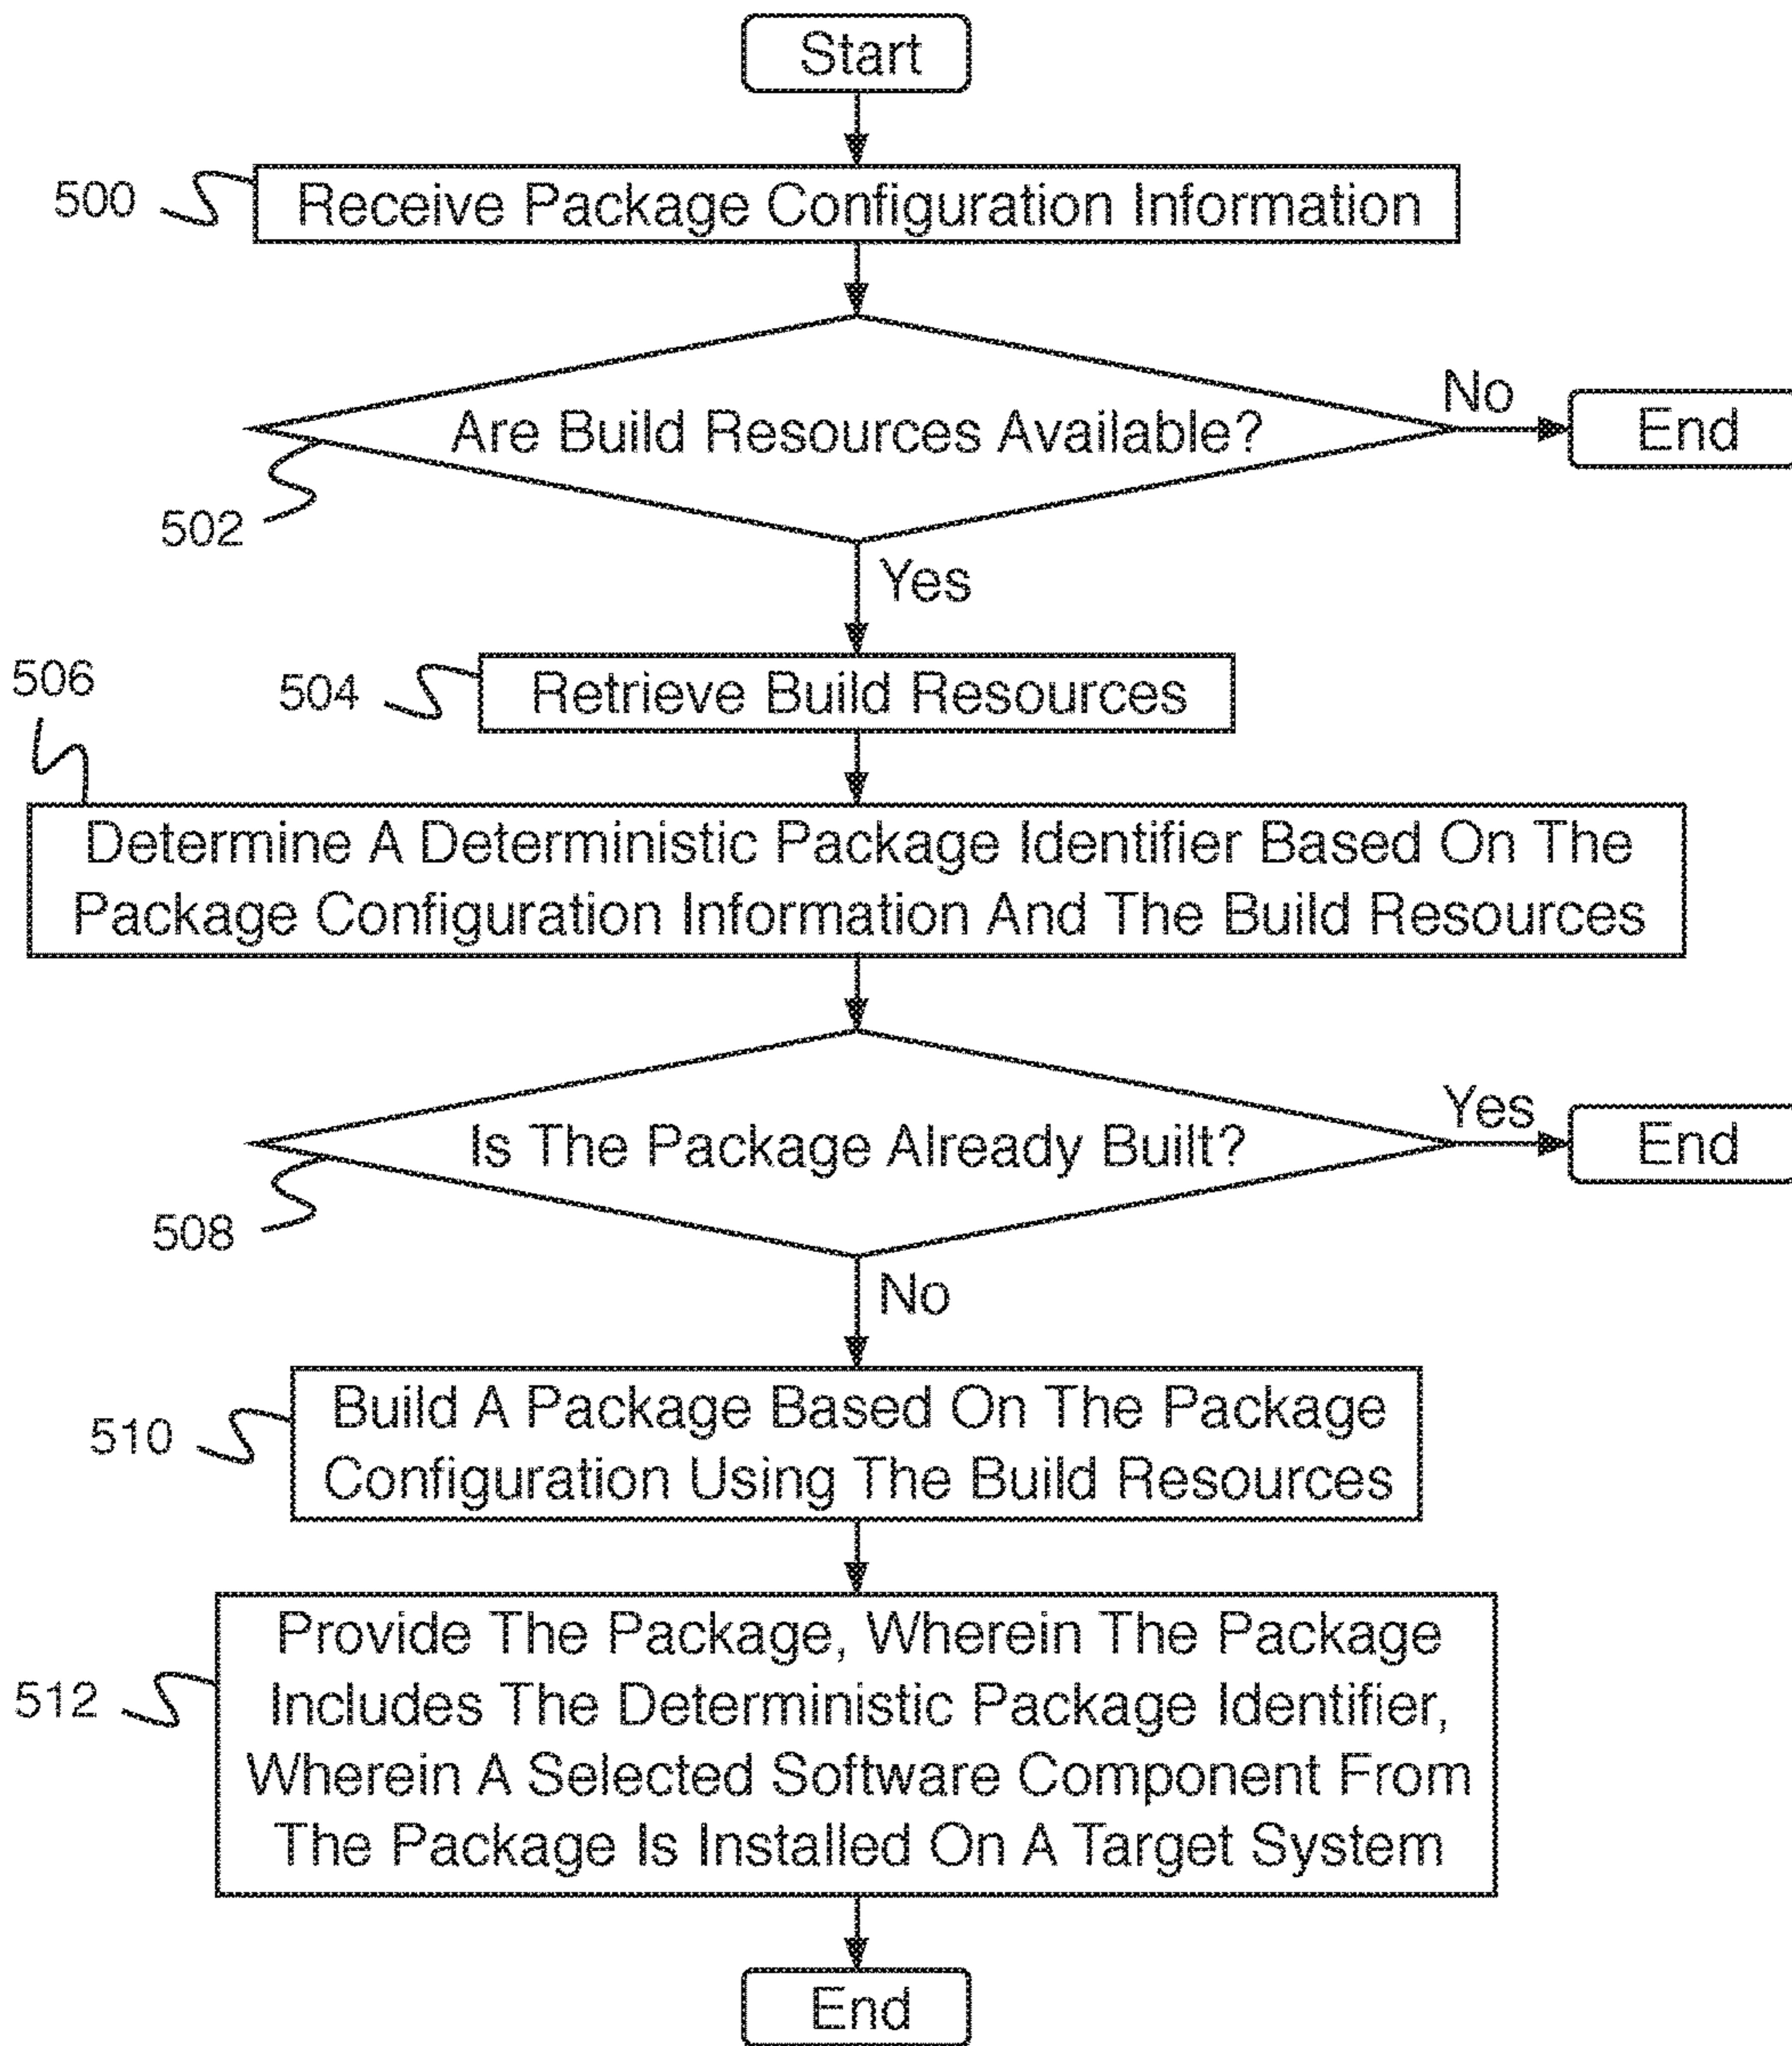 Start
500
Receive Package Configuration Information
Are Build Resources Available?
No
End
502
Yes
506
504
Retrieve Build Resources
Determine A Deterministic Package Identifier Based On The
Package Configuration Information And The Build Resources
Is The Package Already Built?
Yes
End
508
No
510
Build A Package Based On The Package
Configuration Using The Build Resources
512
Provide The Package, Wherein The Package
Includes The Deterministic Package Identifier,
Wherein A Selected Software Component From
The Package Is Installed On A Target System
End